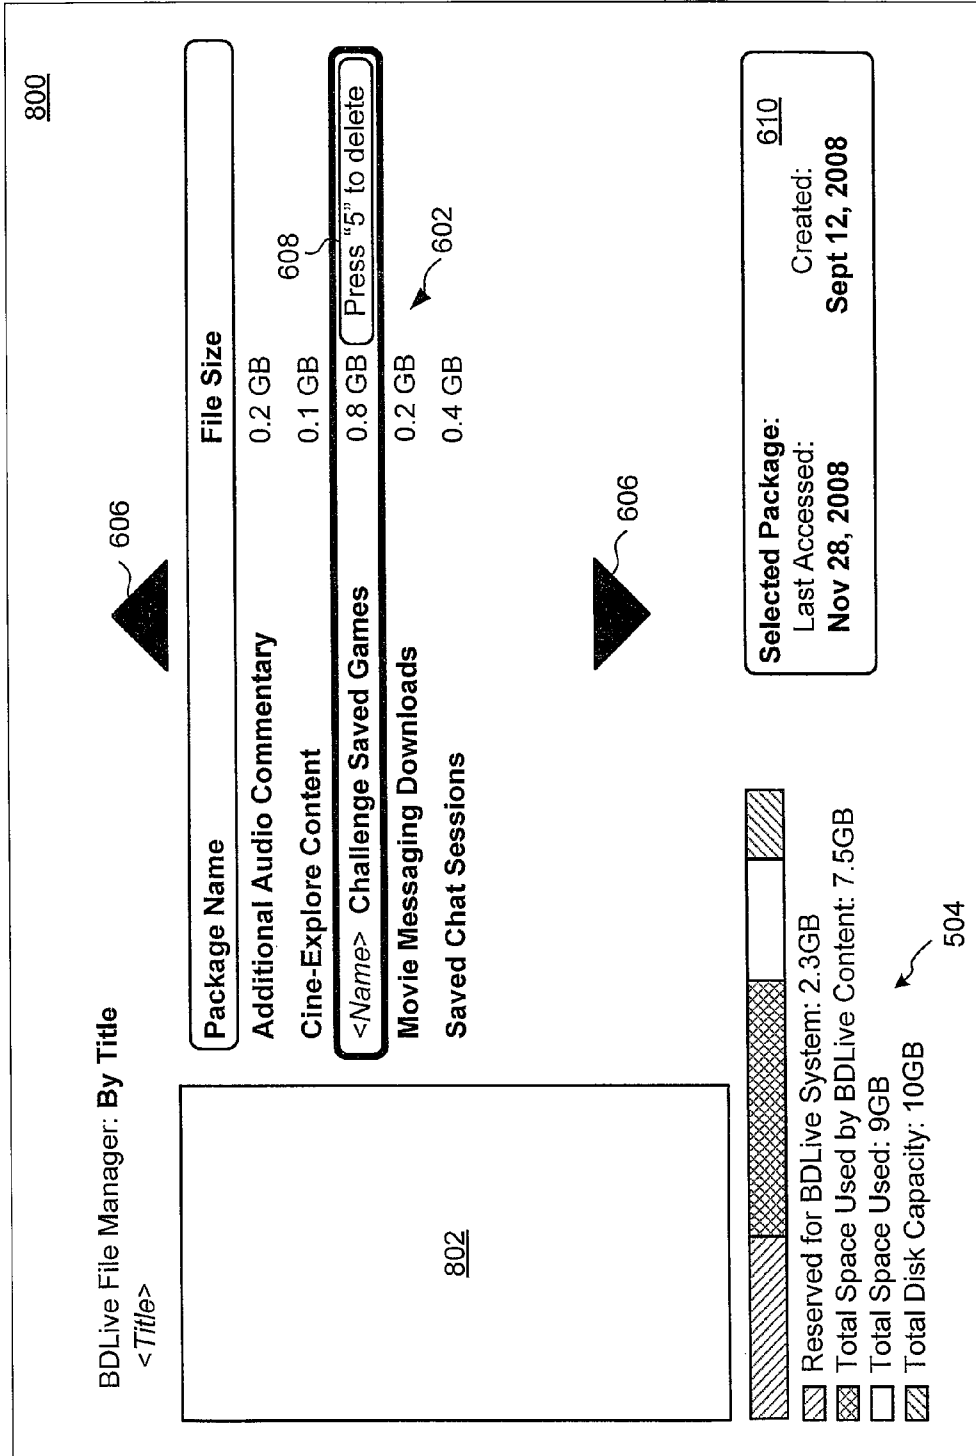 800
BDLive File Manager: By Title
<Title>
606
Package Name File Size
Additional Audio Commentary 0.2 GB
608
Cine-Explore Content 0.1 GB
<Name> Challenge Saved Games 0.8 GB Press “5” to delete
Movie Messaging Downloads 0.2 GB
602
Saved Chat Sessions 0.4 GB
802
606
Reserved for BDLive System: 2.3GB
Total Space Used by BDLive Content: 7.5GB
Total Space Used: 9GB
Total Disk Capacity: 10GB
504
Selected Package: 610
Last Accessed: Created:
Nov 28, 2008 Sept 12, 2008